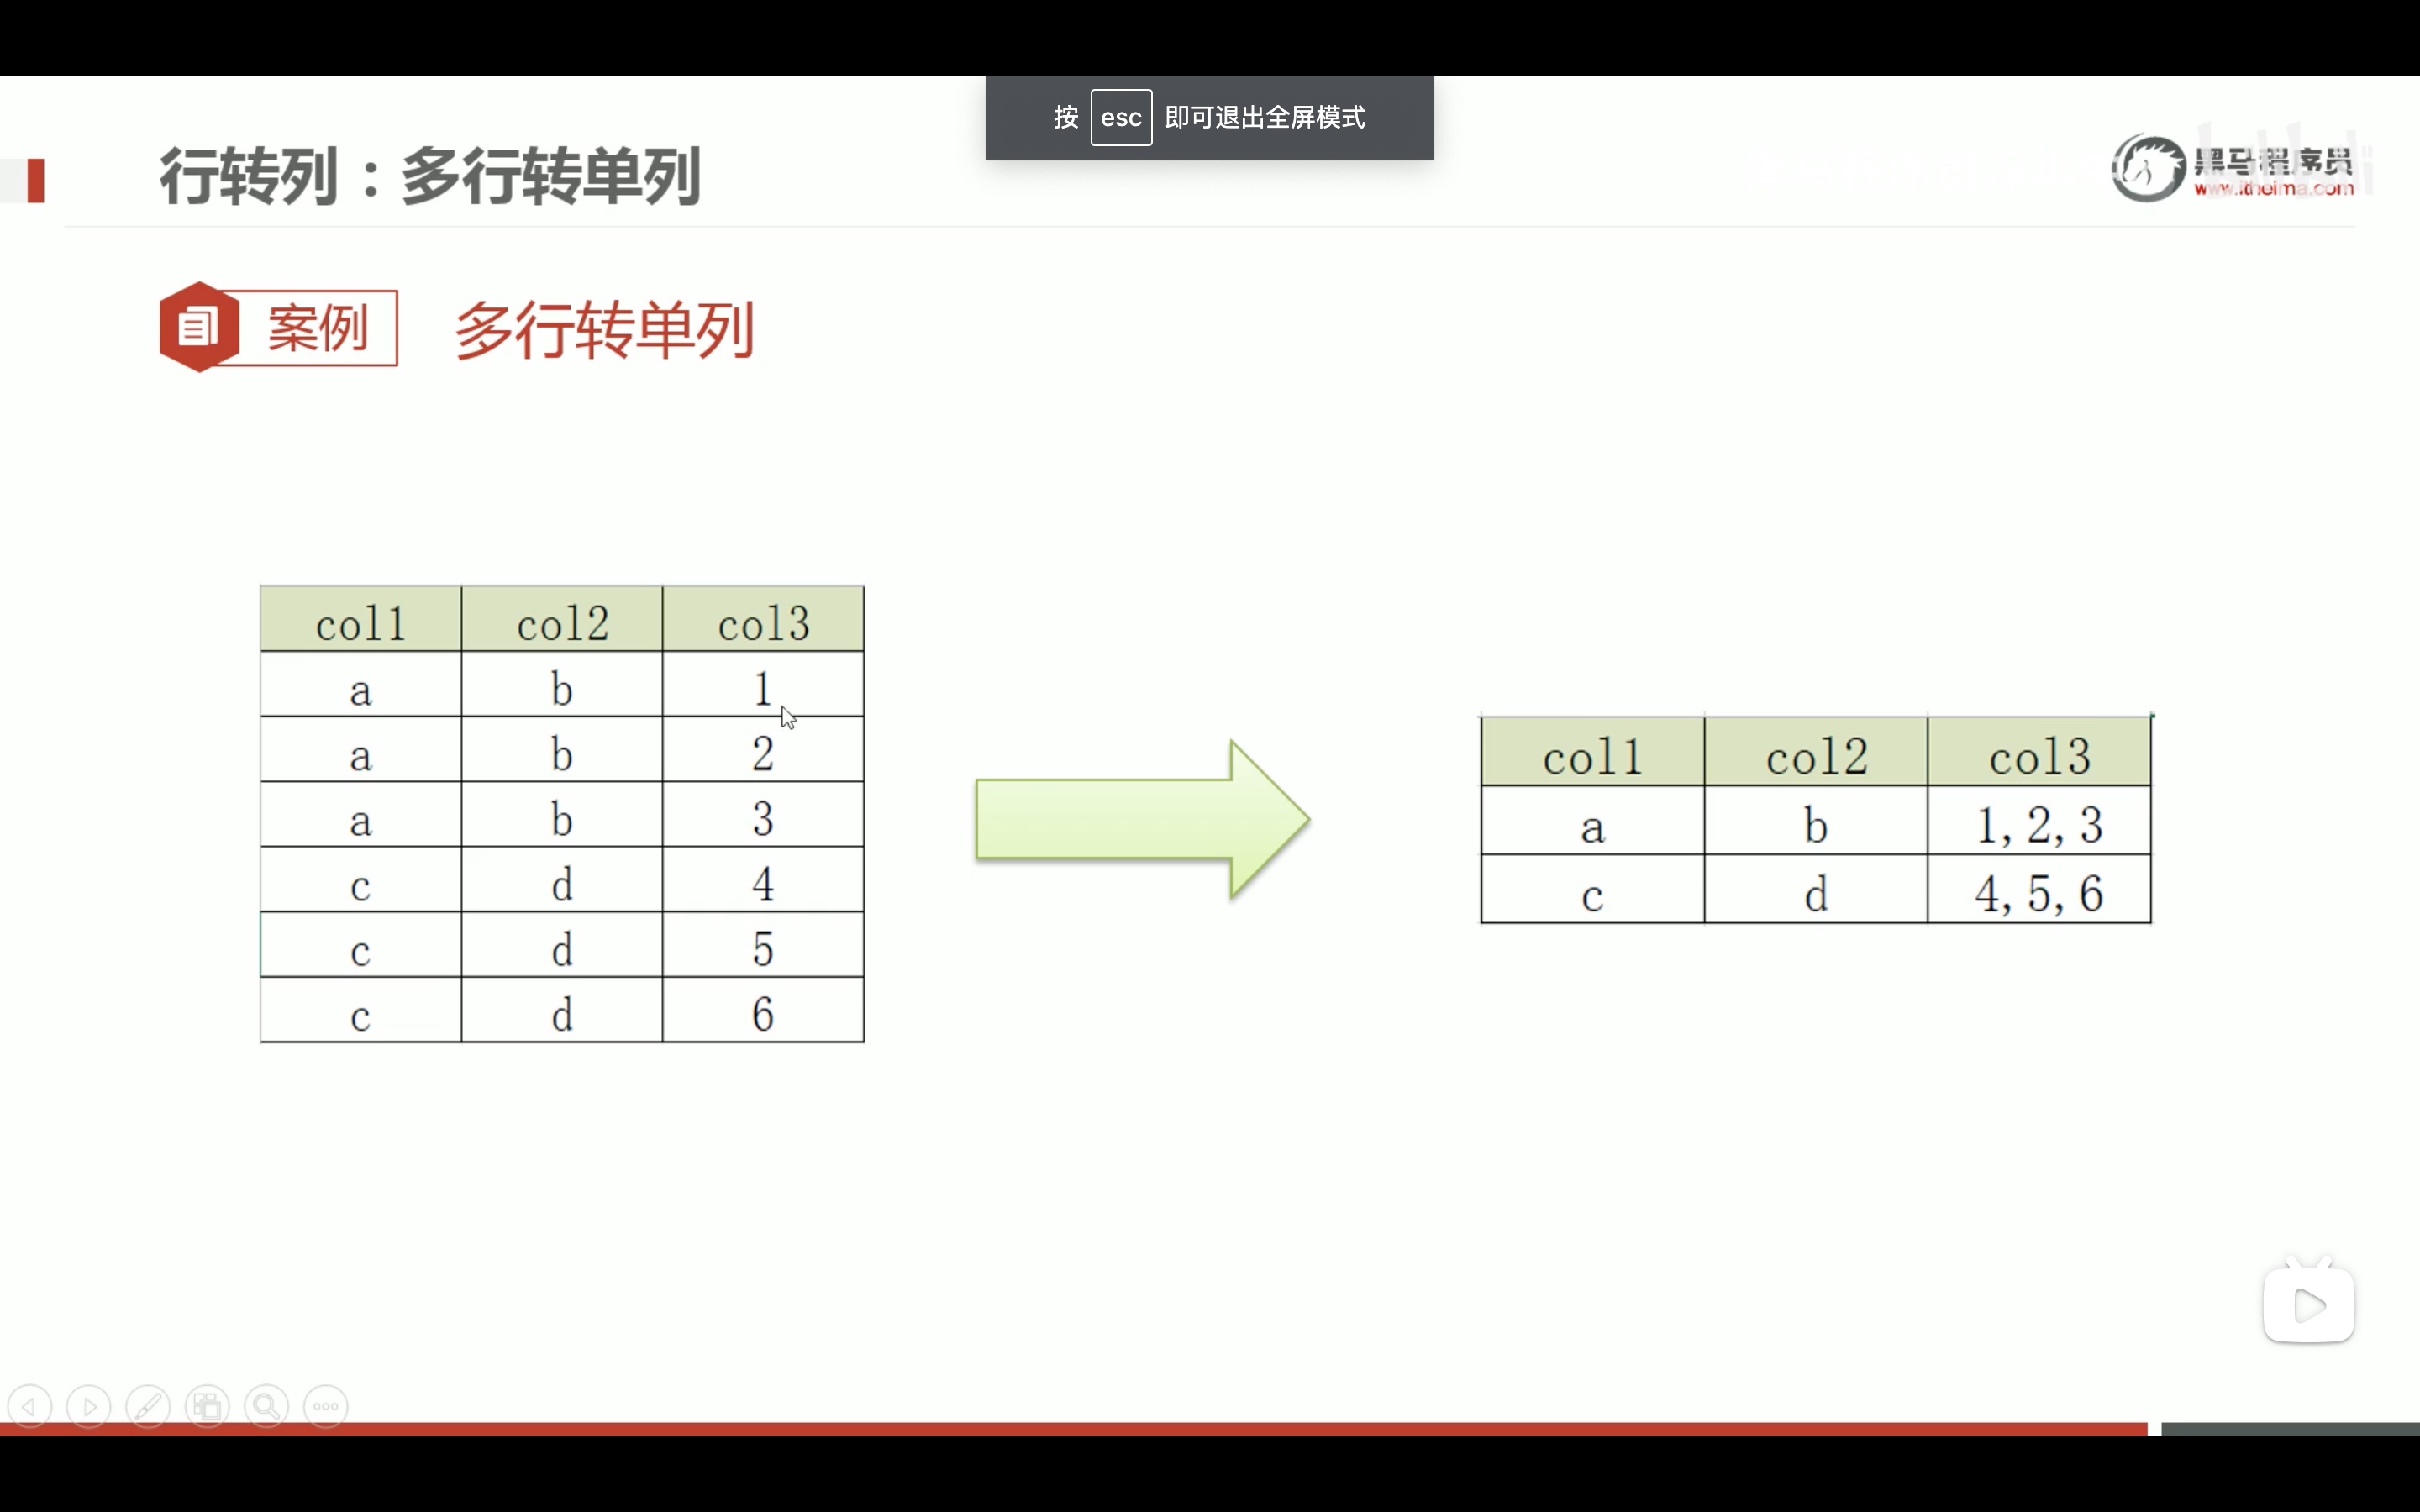 按 esc 即可退出全屏模式
行转列：多行转单列
黑马程序员
www.itheima.com
案例 多行转单列
col1 col2 col3
a b 1
a b 2
a b 3
c d 4
c d 5
c d 6
col1 col2 col3
a b 1,2,3
c d 4,5,6